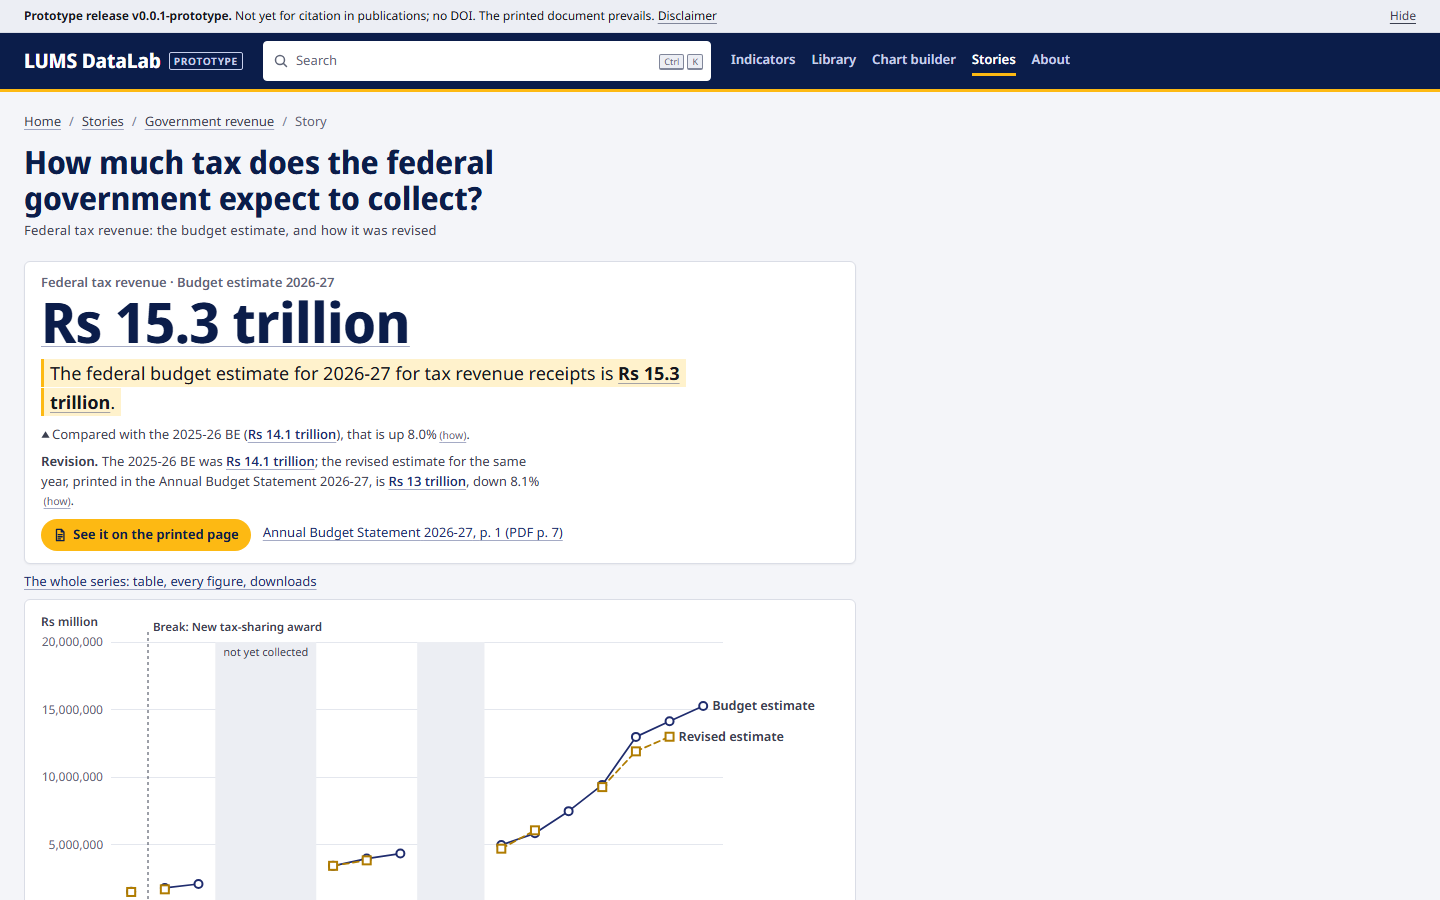 Prototype release v0.0.1-prototype. Not yet for citation in publications; no DOI. The printed document prevails. Disclaimer
Hide
LUMS DataLab PROTOTYPE Search Ctrl K Indicators Library Chart builder Stories About
Home / Stories / Government revenue / Story
How much tax does the federal
government expect to collect?
Federal tax revenue: the budget estimate, and how it was revised
Federal tax revenue · Budget estimate 2026-27
Rs 15.3 trillion
The federal budget estimate for 2026-27 for tax revenue receipts is Rs 15.3
trillion.
▲ Compared with the 2025-26 BE (Rs 14.1 trillion), that is up 8.0% (how).
Revision. The 2025-26 BE was Rs 14.1 trillion; the revised estimate for the same
year, printed in the Annual Budget Statement 2026-27, is Rs 13 trillion, down 8.1%
(how).
See it on the printed page Annual Budget Statement 2026-27, p. 1 (PDF p. 7)
The whole series: table, every figure, downloads
Rs million
Break: New tax-sharing award
20,000,000
not yet collected
15,000,000
Budget estimate
Revised estimate
10,000,000
5,000,000